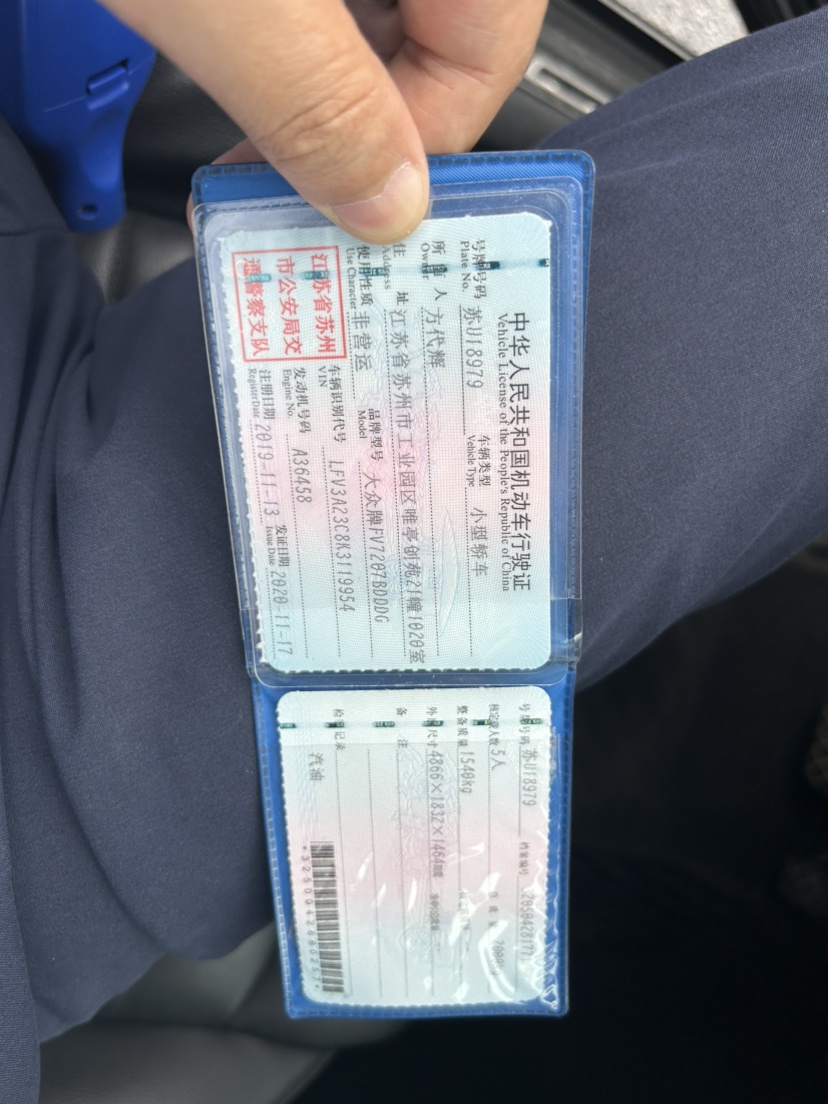 中华人民共和国机动车行驶证
Vehicle License of the People's Republic of China
号牌号码 苏U18979 车辆类型 小型轿车
Plate No. Vehicle Type
所有人 方代辉
Owner
住址 江苏省苏州市工业园区唯亭创苑21幢1020室
Address
使用性质 非营运 品牌型号 大众牌FV7207BDDDG
Use Character Model
江苏省苏州
市公安局交
通警察支队
车辆识别代号 LFV3A23C8K3119954
VIN
发动机号码 A36458
Engine No.
注册日期 2019-11-13 发证日期 2020-11-17
Register Date Issue Date
号牌号码 苏U18979 档案编号
核定载人数 5人 总质量
整备质量 1540kg
外廓尺寸 4866×1832×1464mm
备注
检验记录
汽油